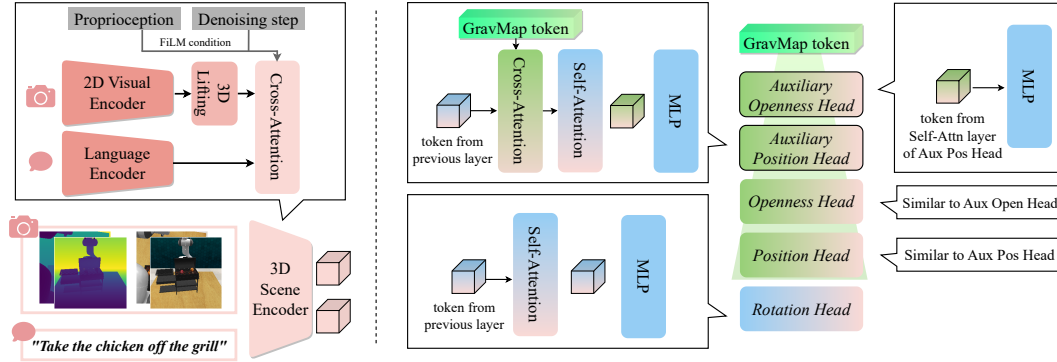 Proprioception
Denoising step
FiLM condition
2D Visual
Encoder
3D
Lifting
Cross-Attention
Language
Encoder
3D
Scene
Encoder
"Take the chicken off the grill"
GravMap token
token from
previous layer
Cross-Attention
Self-Attention
MLP
token from
previous layer
Self-Attention
MLP
GravMap token
Auxiliary
Openness Head
Auxiliary
Position Head
Openness Head
Position Head
Rotation Head
token from
Self-Attn layer
of Aux Pos Head
MLP
Similar to Aux Open Head
Similar to Aux Pos Head